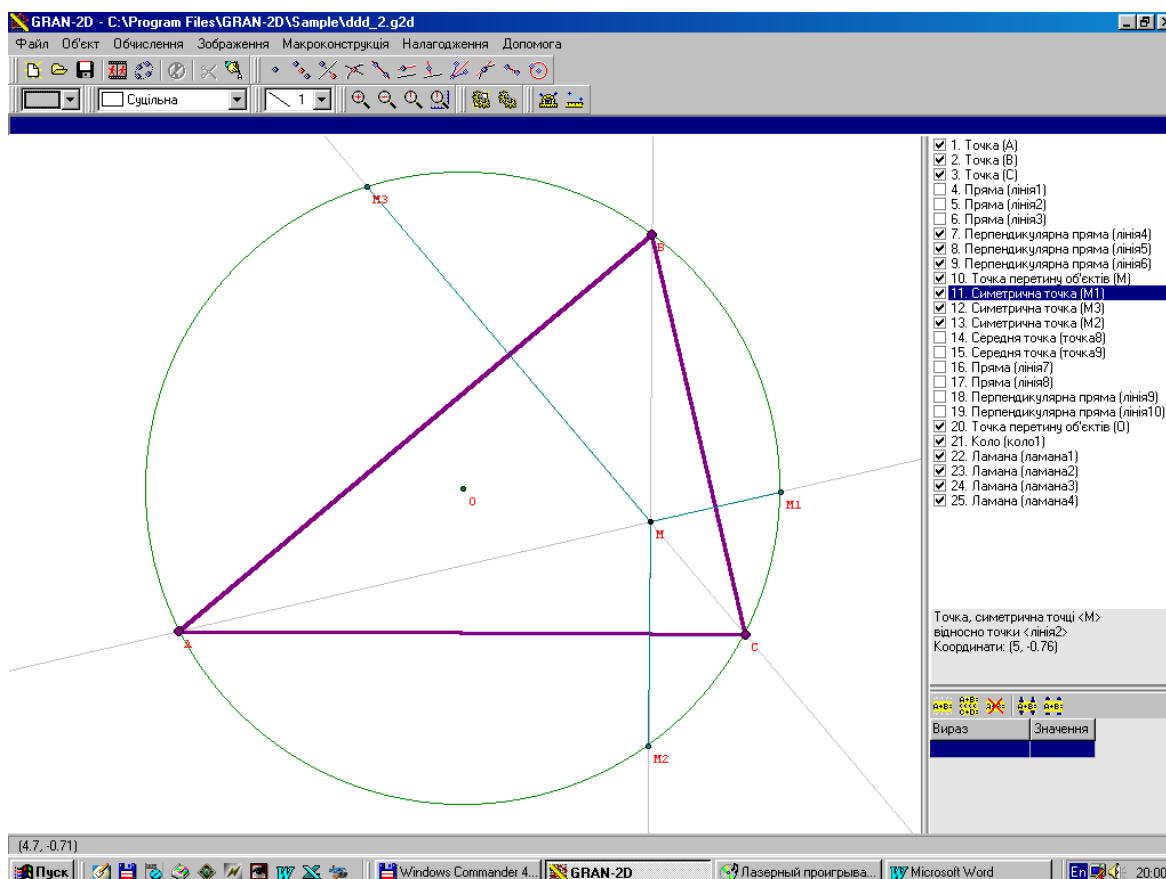 GRAN-2D - C:\Program Files\GRAN-2D\Sample\ddd_2.g2d
Файл Об'єкт Обчислення Зображення Макроконструкція Налагодження Допомога
Суцільна 1
M3
B
O
M1
M
A
C
M2
1. Точка (A)
2. Точка (B)
3. Точка (C)
4. Пряма (лінія1)
5. Пряма (лінія2)
6. Пряма (лінія3)
7. Перпендикулярна пряма (лінія4)
8. Перпендикулярна пряма (лінія5)
9. Перпендикулярна пряма (лінія6)
10. Точка перетину об'єктів (M)
11. Симетрична точка (M1)
12. Симетрична точка (M3)
13. Симетрична точка (M2)
14. Середня точка (точка8)
15. Середня точка (точка9)
16. Пряма (лінія7)
17. Пряма (лінія8)
18. Перпендикулярна пряма (лінія9)
19. Перпендикулярна пряма (лінія10)
20. Точка перетину об'єктів (O)
21. Коло (коло1)
22. Ламана (ламана1)
23. Ламана (ламана2)
24. Ламана (ламана3)
25. Ламана (ламана4)
Точка, симетрична точці <M>
відносно точки <лінія2>
Координати: (5, -0.76)
Вираз Значення
(4.7, -0.71)
Пуск Windows Commander 4... GRAN-2D Лазерный проигрыва... Microsoft Word En 20:00